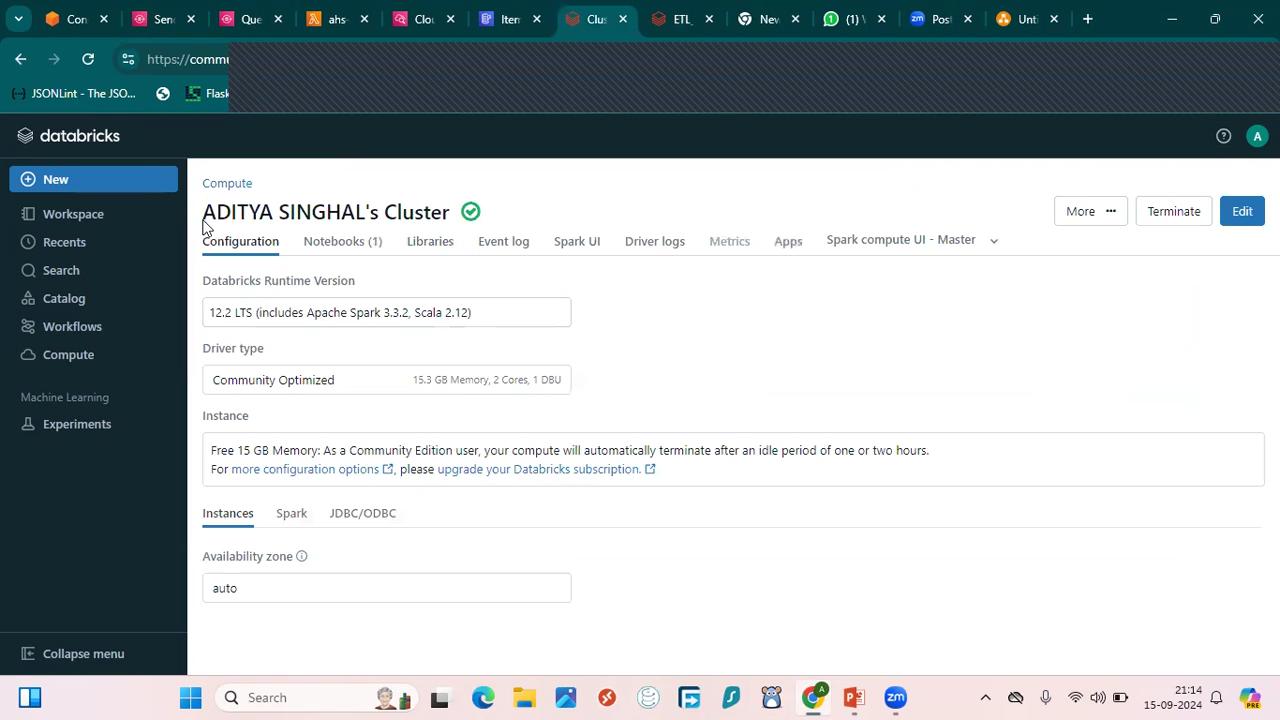 Con
Send
Que
ahs-
Clou
Item
Clus
ETL_
New
(1) \
Post
Unti
https://commu
JSONLint - The JSO...
Flask
databricks
A
New
Workspace
Recents
Search
Catalog
Workflows
Compute
Machine Learning
Experiments
Collapse menu
Compute
ADITYA SINGHAL's Cluster
More
Terminate
Edit
Configuration
Notebooks (1)
Libraries
Event log
Spark UI
Driver logs
Metrics
Apps
Spark compute UI - Master
Databricks Runtime Version
12.2 LTS (includes Apache Spark 3.3.2, Scala 2.12)
Driver type
Community Optimized
15.3 GB Memory, 2 Cores, 1 DBU
Instance
Free 15 GB Memory: As a Community Edition user, your compute will automatically terminate after an idle period of one or two hours.
For more configuration options, please upgrade your Databricks subscription.
Instances
Spark
JDBC/ODBC
Availability zone
auto
Search
A
21:14
15-09-2024
PRE